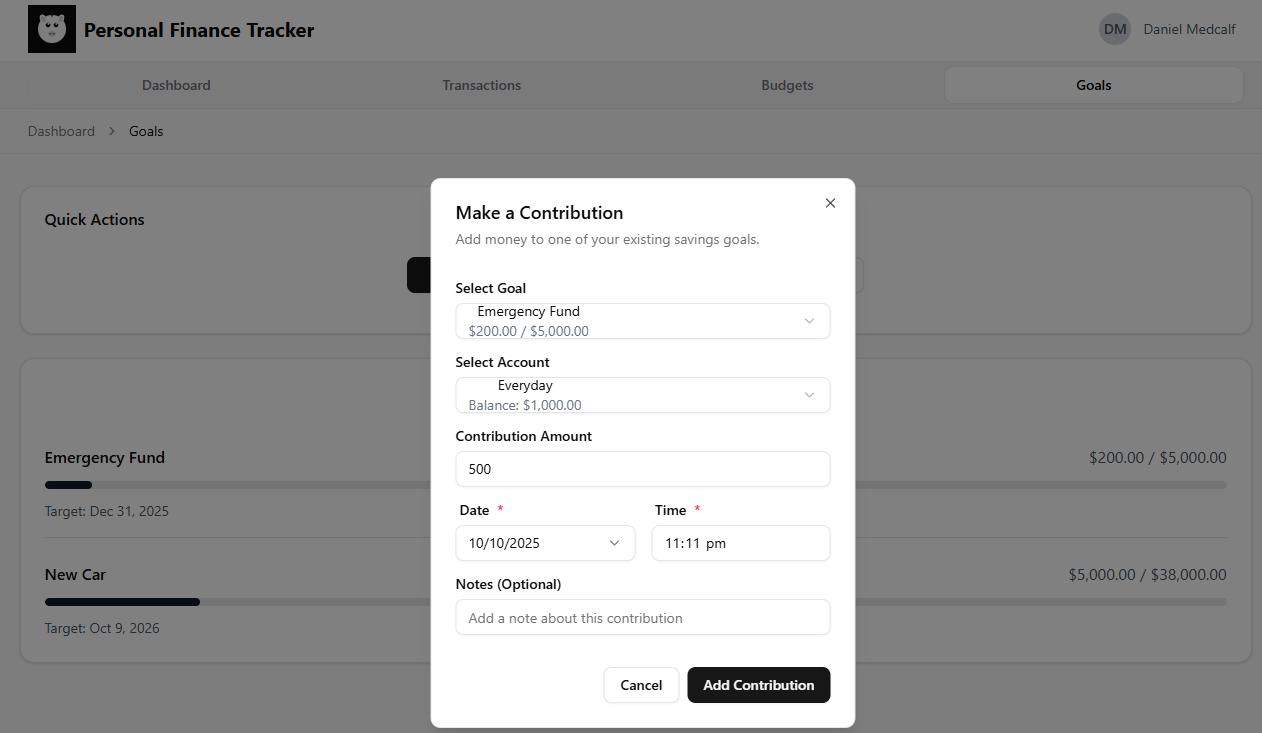 Personal Finance Tracker
DM Daniel Medcalf
Dashboard Transactions Budgets Goals
Dashboard > Goals
Quick Actions
Make a Contribution
Add money to one of your existing savings goals.
Select Goal
Emergency Fund
$200.00 / $5,000.00
Select Account
Everyday
Balance: $1,000.00
Contribution Amount
500
Date * Time *
10/10/2025 11:11 pm
Notes (Optional)
Add a note about this contribution
Cancel Add Contribution
Emergency Fund $200.00 / $5,000.00
Target: Dec 31, 2025
New Car $5,000.00 / $38,000.00
Target: Oct 9, 2026